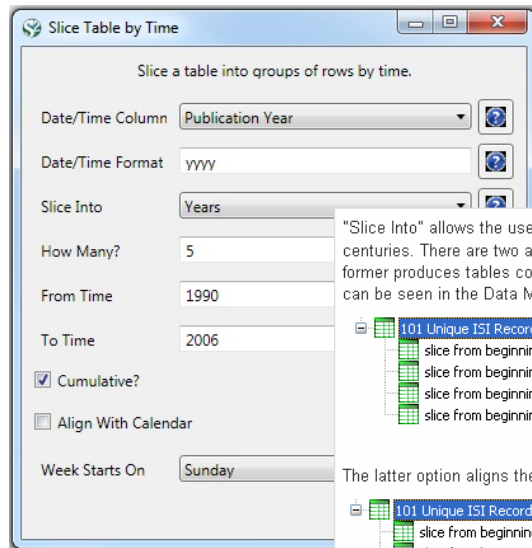 Slice Table by Time
Slice a table into groups of rows by time.
Date/Time Column Publication Year
Date/Time Format yyyy
Slice Into Years
How Many? 5
From Time 1990
To Time 2006
Cumulative?
Align With Calendar
Week Starts On Sunday
"Slice Into" allows the use
centuries. There are two a
former produces tables co
can be seen in the Data M
101 Unique ISI Record
slice from beginnin
slice from beginnin
slice from beginnin
slice from beginnin
The latter option aligns the
101 Unique ISI Record
slice from beginnin